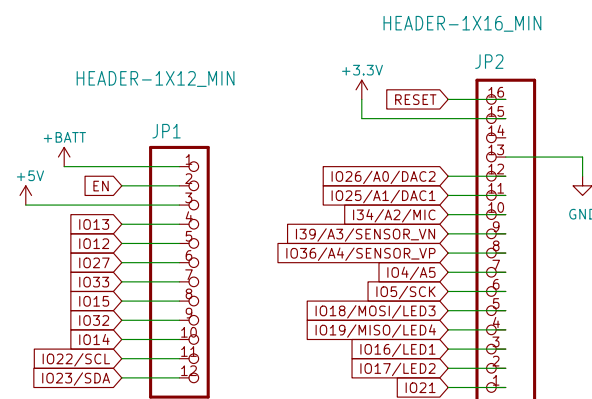 HEADER-1X12_MIN
JP1
+BATT
1
EN
2
+5V
3
IO13
4
IO12
5
IO27
6
IO33
7
IO15
8
IO32
9
IO14
10
IO22/SCL
11
IO23/SDA
12
HEADER-1X16_MIN
JP2
+3.3V
RESET
16
15
14
13
GND
IO26/A0/DAC2
12
IO25/A1/DAC1
11
I34/A2/MIC
10
I39/A3/SENSOR_VN
9
IO36/A4/SENSOR_VP
8
IO4/A5
7
IO5/SCK
6
IO18/MOSI/LED3
5
IO19/MISO/LED4
4
IO16/LED1
3
IO17/LED2
2
IO21
1